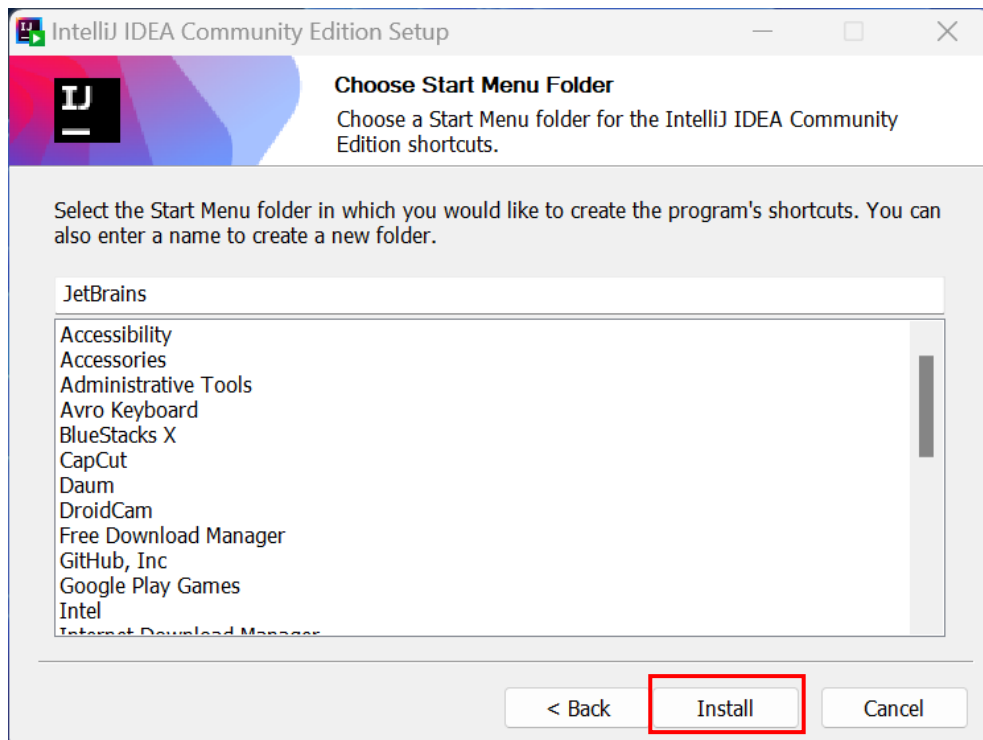 IntelliJ IDEA Community Edition Setup
IJ
Choose Start Menu Folder
Choose a Start Menu folder for the IntelliJ IDEA Community
Edition shortcuts.
Select the Start Menu folder in which you would like to create the program's shortcuts. You can
also enter a name to create a new folder.
JetBrains
Accessibility
Accessories
Administrative Tools
Avro Keyboard
BlueStacks X
CapCut
Daum
DroidCam
Free Download Manager
GitHub, Inc
Google Play Games
Intel
Internet Download Manager
< Back
Install
Cancel